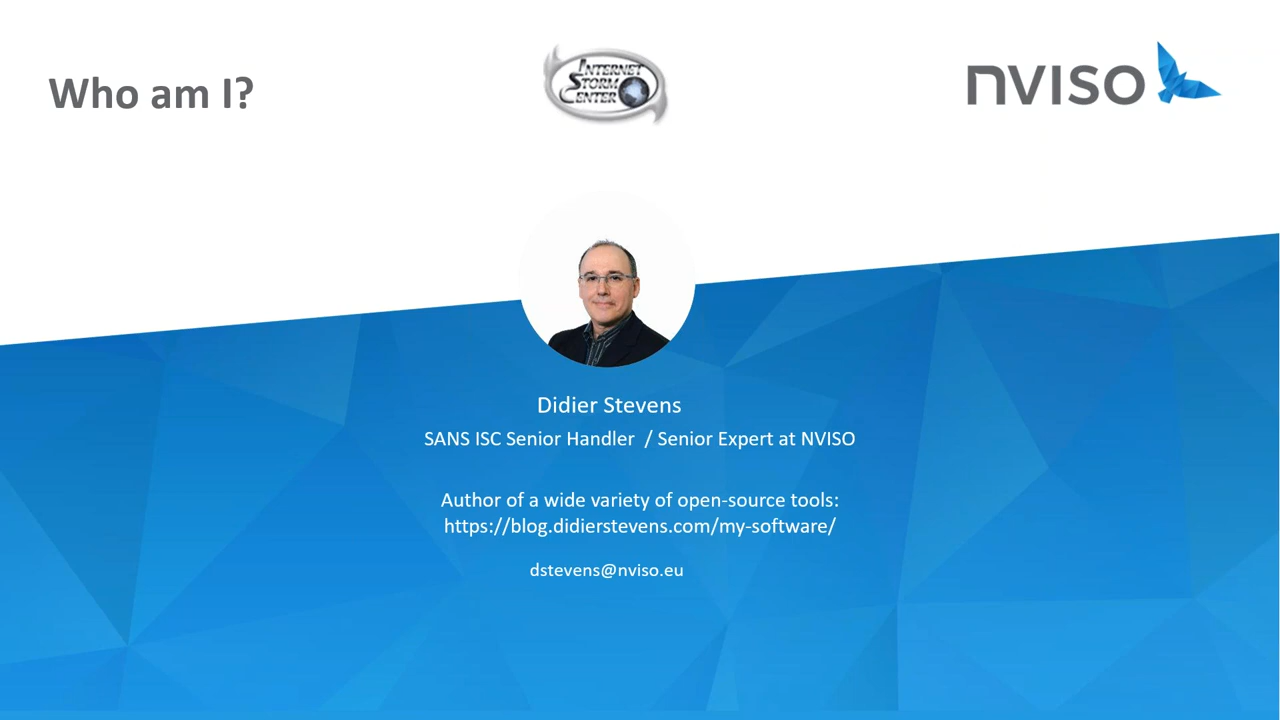 Who am I?
INTERNET
STORM
CENTER
nviso
Didier Stevens
SANS ISC Senior Handler / Senior Expert at NVISO
Author of a wide variety of open-source tools:
https://blog.didierstevens.com/my-software/
dstevens@nviso.eu